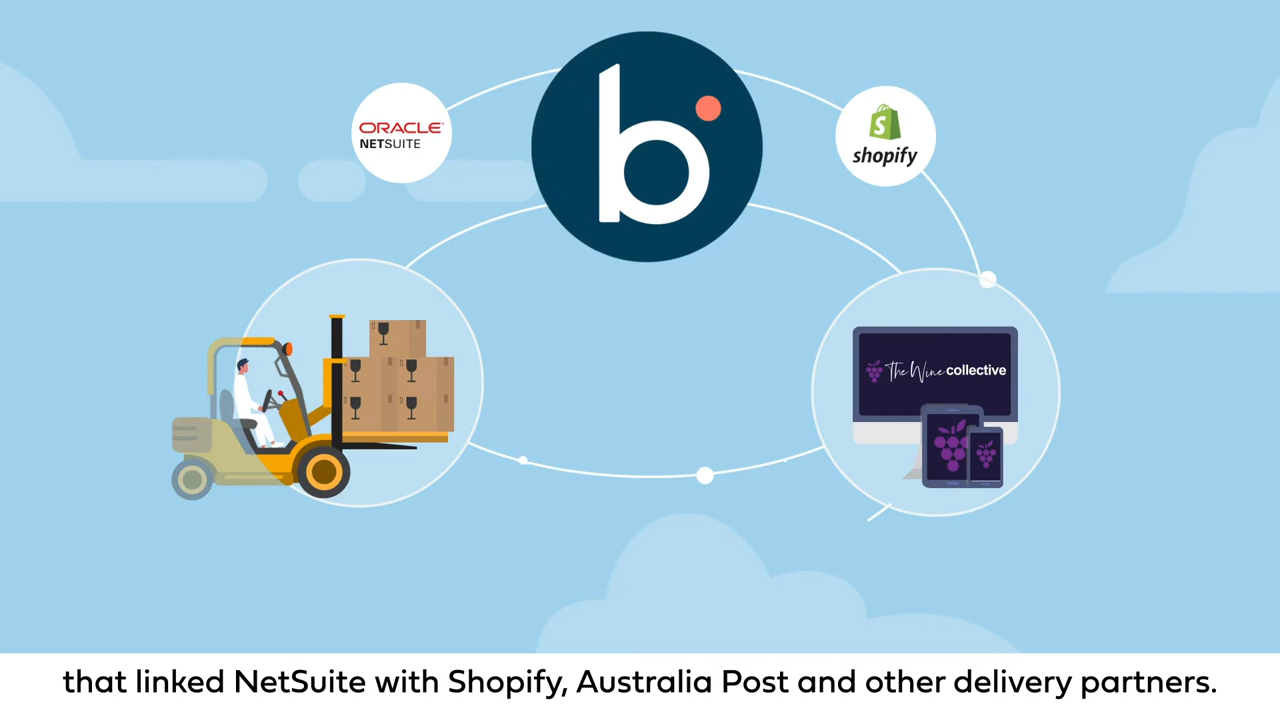 ORACLE
NETSUITE
b
shopify
The Wine collective
that linked NetSuite with Shopify, Australia Post and other delivery partners.